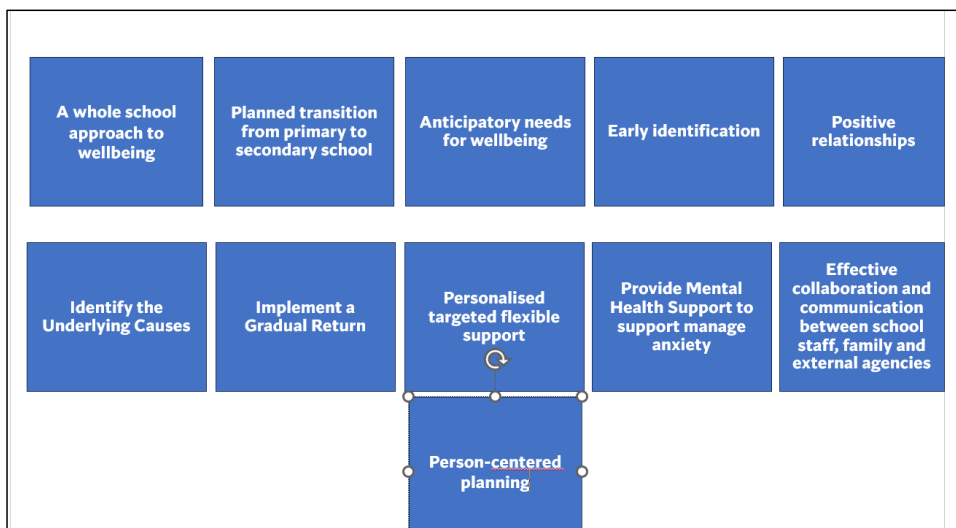 A whole school
approach to
wellbeing
Planned transition
from primary to
secondary school
Anticipatory needs
for wellbeing
Early identification
Positive
relationships
Identify the
Underlying Causes
Implement a
Gradual Return
Personalised
targeted flexible
support
Provide Mental
Health Support to
support manage
anxiety
Effective
collaboration and
communication
between school
staff, family and
external agencies
Person-centered
planning